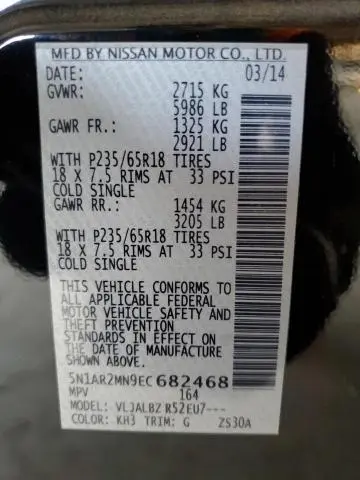 MFD BY NISSAN MOTOR CO., LTD.
DATE: 03/14
GVWR: 2715 KG
5986 LB
GAWR FR.: 1325 KG
2921 LB
WITH P235/65R18 TIRES
18 X 7.5 RIMS AT 33 PSI
COLD SINGLE
GAWR RR.: 1454 KG
3205 LB
WITH P235/65R18 TIRES
18 X 7.5 RIMS AT 33 PSI
COLD SINGLE
THIS VEHICLE CONFORMS TO
ALL APPLICABLE FEDERAL
MOTOR VEHICLE SAFETY AND
THEFT PREVENTION
STANDARDS IN EFFECT ON
THE DATE OF MANUFACTURE
SHOWN ABOVE.
5N1AR2MN9EC682468
MPV 164
MODEL: VLJALBZ R52EU7---
COLOR: KH3 TRIM: G ZS30A